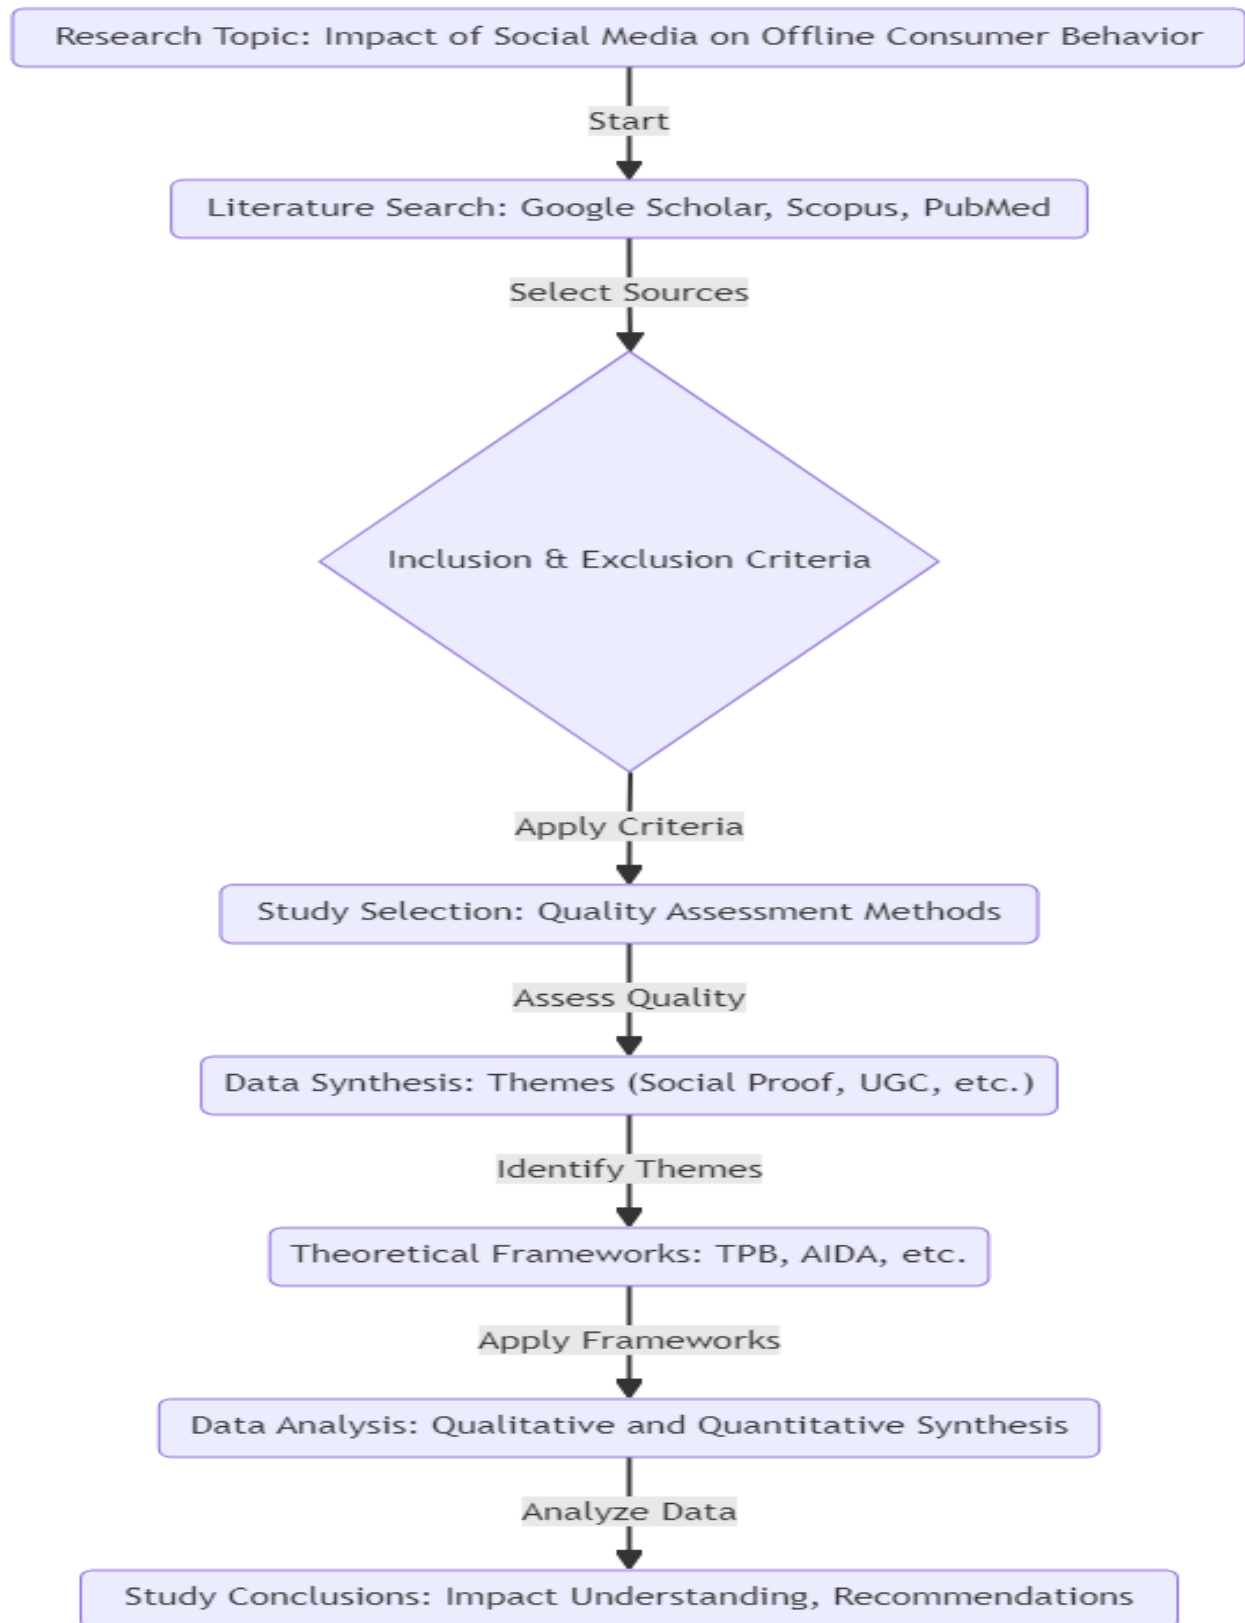 Research Topic: Impact of Social Media on Offline Consumer Behavior
Start
Literature Search: Google Scholar, Scopus, PubMed
Select Sources
Inclusion & Exclusion Criteria
Apply Criteria
Study Selection: Quality Assessment Methods
Assess Quality
Data Synthesis: Themes (Social Proof, UGC, etc.)
Identify Themes
Theoretical Frameworks: TPB, AIDA, etc.
Apply Frameworks
Data Analysis: Qualitative and Quantitative Synthesis
Analyze Data
Study Conclusions: Impact Understanding, Recommendations